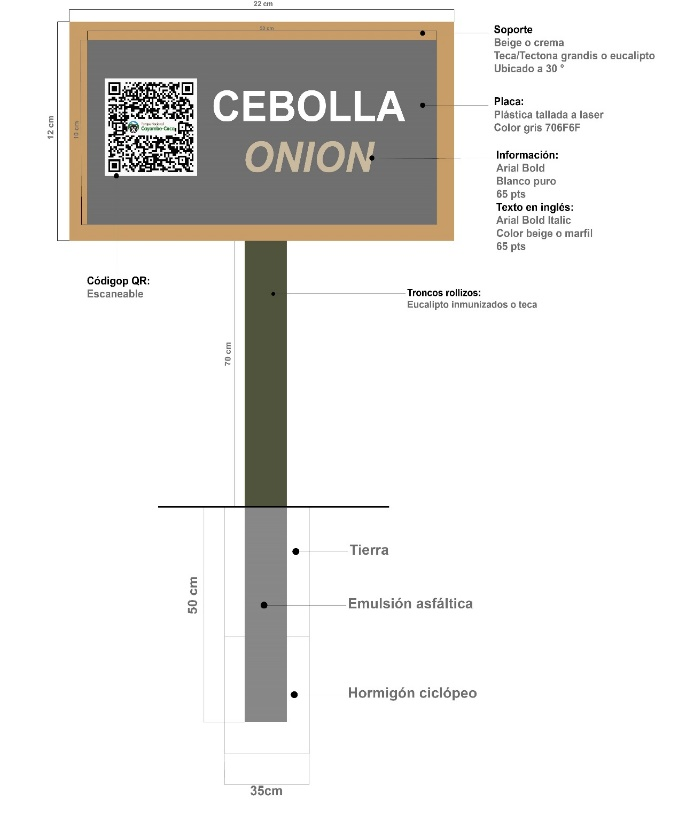 22 cm
Soporte
Beige o crema
Teca/Tectona grandis o eucalipto
Ubicado a 30 °
12 cm
CEBOLLA
ONION
Cayambe-Coca
Placa:
Plástica tallada a laser
Color gris 706F6F
Información:
Arial Bold
Blanco puro
65 pts
Texto en inglés:
Arial Bold Italic
Color beige o marfil
65 pts
Códigop QR:
Escaneable
Troncos rollizos:
Eucalipto inmunizados o teca
70 cm
Tierra
50 cm
Emulsión asfáltica
Hormigón ciclópeo
35cm